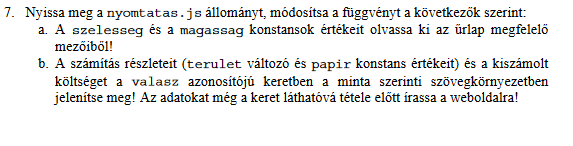 7. Nyissa meg a nyomtatas.js állományt, módosítsa a függvényt a következők szerint:
a. A szelesseg és a magassag konstansok értékeit olvassa ki az űrlap megfelelő
mezőiből!
b. A számítás részleteit (terulet változó és papir konstans értékeit) és a kiszámolt
költséget a valasz azonosítójú keretben a minta szerinti szövegkörnyezetben
jelenítse meg! Az adatokat még a keret láthatóvá tétele előtt írassa a weboldalra!